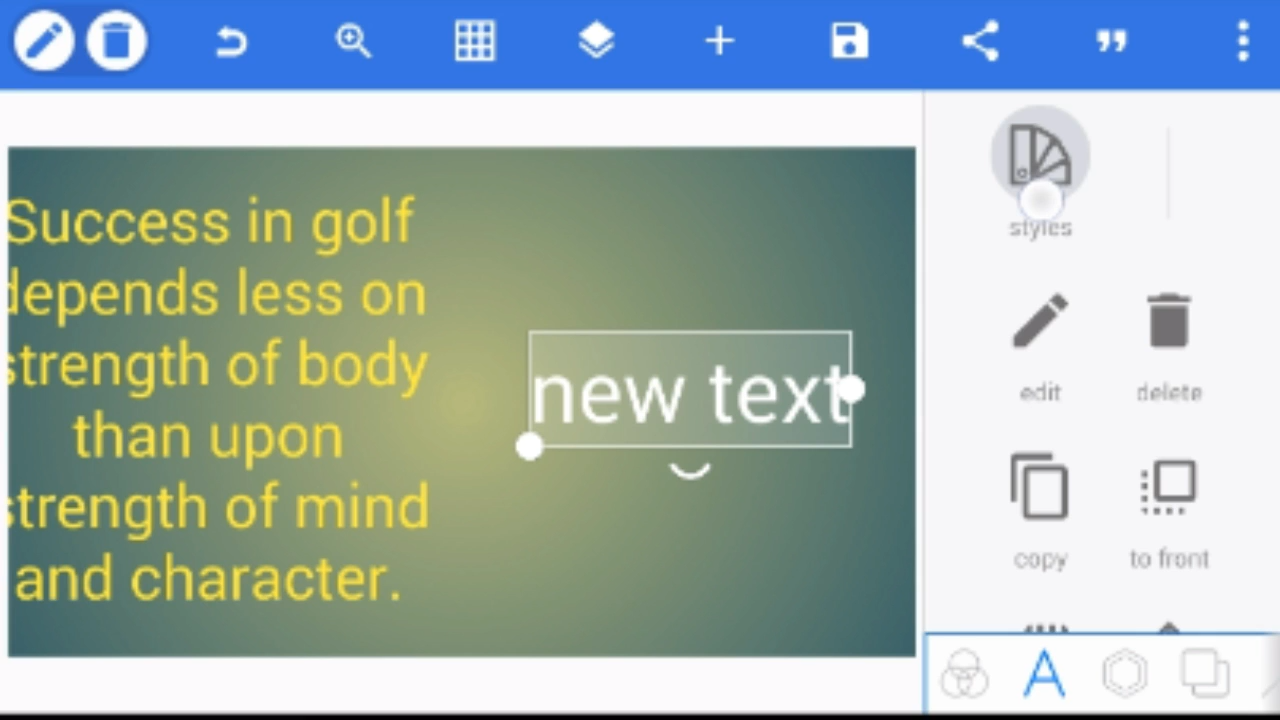 Success in golf
depends less on
strength of body
than upon
strength of mind
and character.
new text
styles
edit
delete
copy
to front